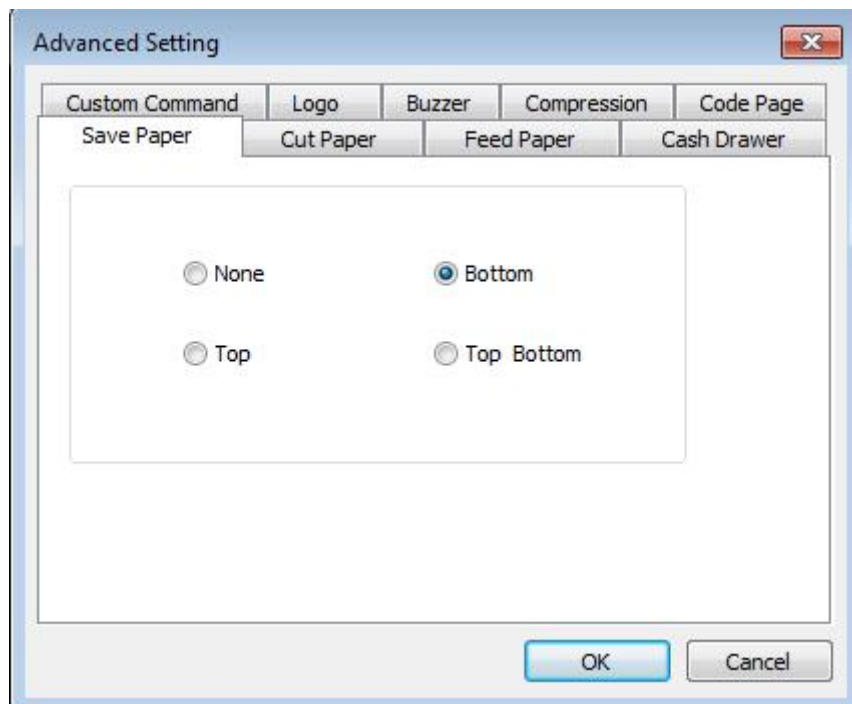 Advanced Setting
Custom Command Logo Buzzer Compression Code Page
Save Paper Cut Paper Feed Paper Cash Drawer
None Bottom
Top Top Bottom
OK Cancel